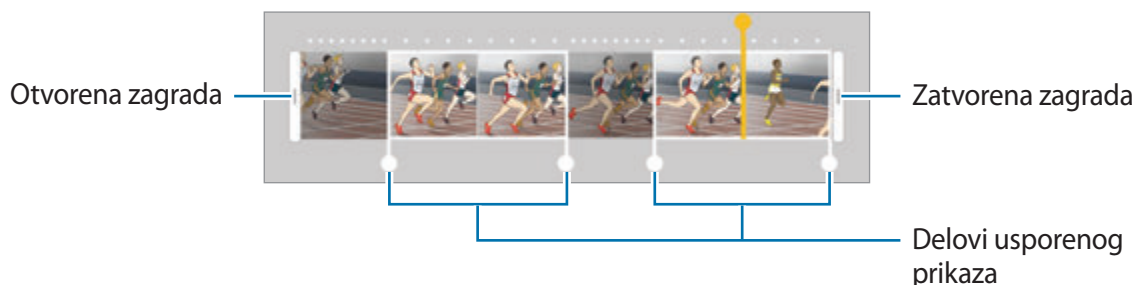 Otvorena zagrada
Zatvorena zagrada
Delovi usporenog
prikaza